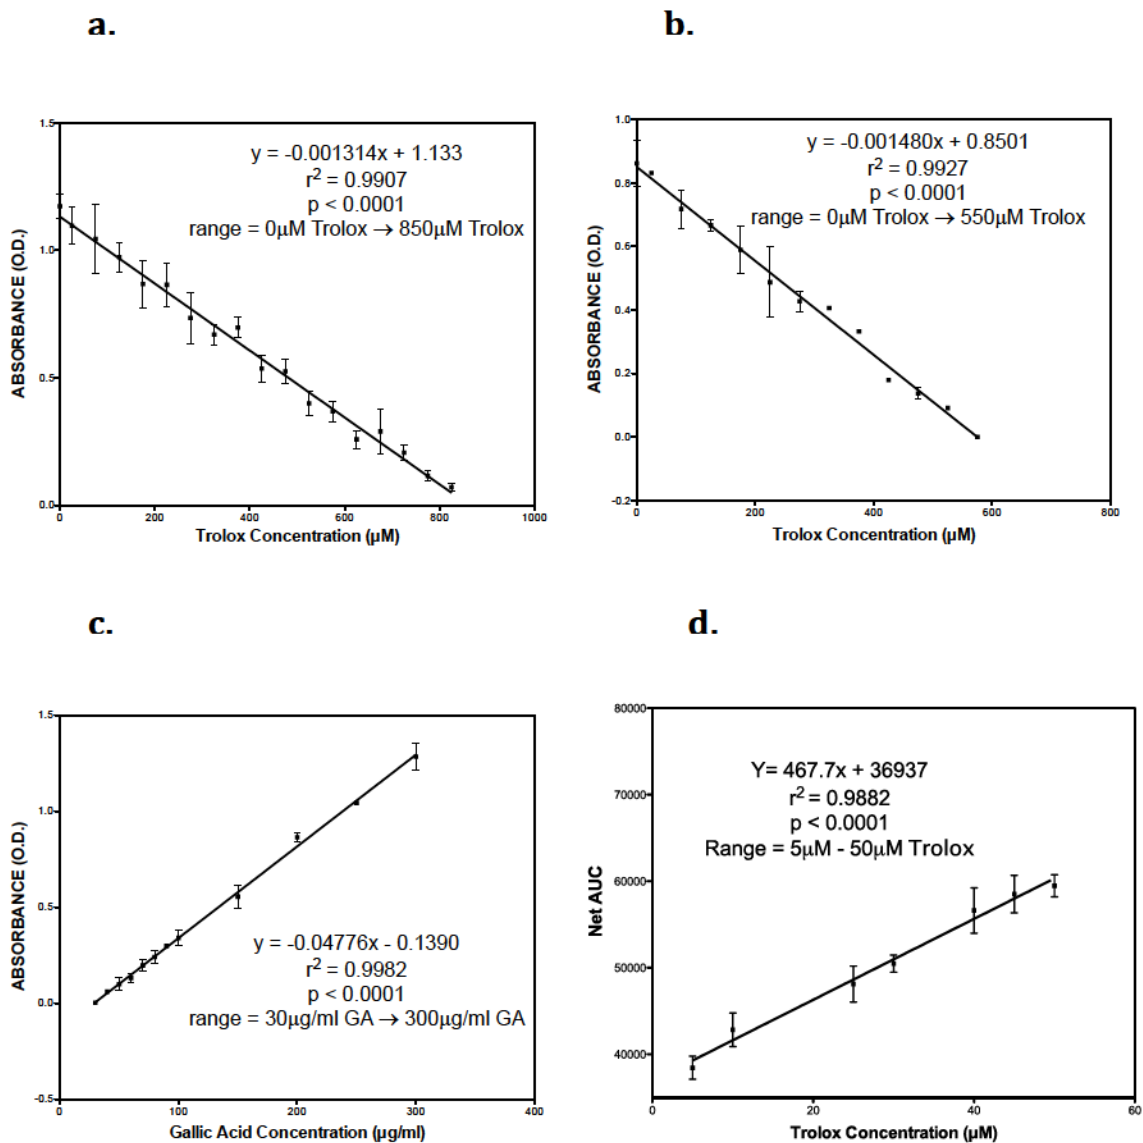 a.
1.5
1.0
0.5
0.0
0
200
400
600
800
1000
ABSORBANCE (O.D.)
Trolox Concentration (µM)
y = -0.001314x + 1.133
r² = 0.9907
p < 0.0001
range = 0µM Trolox → 850µM Trolox
b.
1.0
0.8
0.6
0.4
0.2
0.0
-0.2
0
200
400
600
800
ABSORBANCE (O.D.)
Trolox Concentration (µM)
y = -0.001480x + 0.8501
r² = 0.9927
p < 0.0001
range = 0µM Trolox → 550µM Trolox
c.
1.5
1.0
0.5
0.0
-0.5
0
100
200
300
400
ABSORBANCE (O.D.)
Gallic Acid Concentration (µg/ml)
y = -0.04776x - 0.1390
r² = 0.9982
p < 0.0001
range = 30µg/ml GA → 300µg/ml GA
d.
80000
70000
60000
50000
40000
0
20
40
60
Net AUC
Trolox Concentration (µM)
Y= 467.7x + 36937
r² = 0.9882
p < 0.0001
Range = 5µM - 50µM Trolox